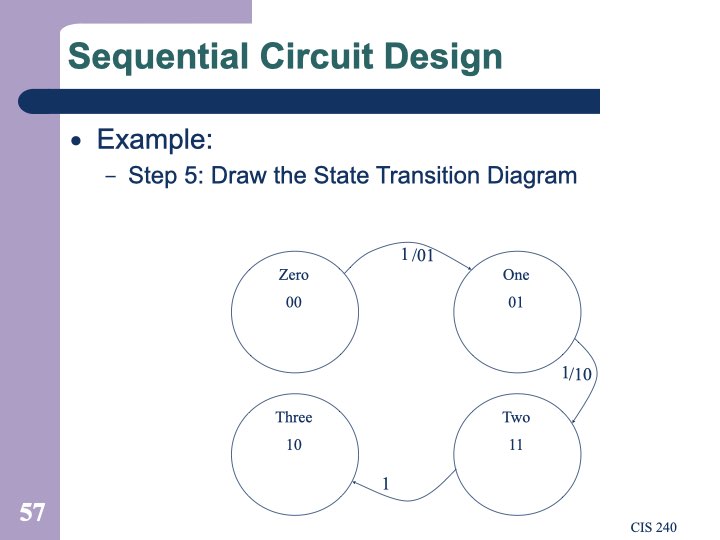 Sequential Circuit Design
• Example:
– Step 5: Draw the State Transition Diagram
1/01
Zero
00
One
01
1/10
Three
10
Two
11
1
57
CIS 240